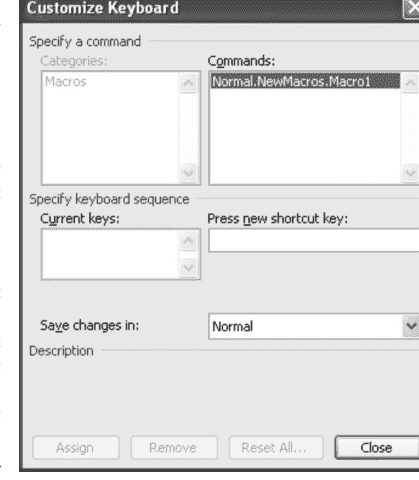 Customize Keyboard
Specify a command
Categories: Commands:
Macros Normal.NewMacros.Macro1
Specify keyboard sequence
Current keys: Press new shortcut key:
Save changes in: Normal
Description
Assign Remove Reset All... Close